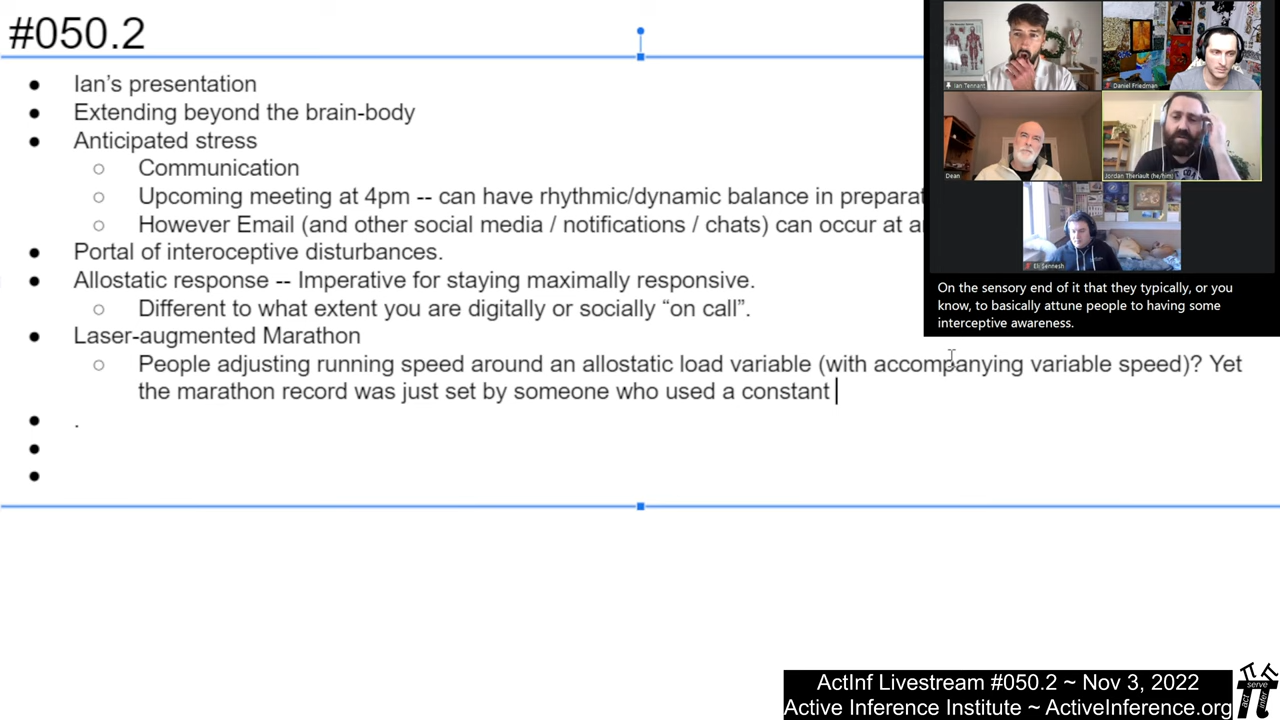 #050.2
● Ian’s presentation
● Extending beyond the brain-body
● Anticipated stress
○ Communication
○ Upcoming meeting at 4pm -- can have rhythmic/dynamic balance in preparat
○ However Email (and other social media / notifications / chats) can occur at a
● Portal of interoceptive disturbances.
● Allostatic response -- Imperative for staying maximally responsive.
○ Different to what extent you are digitally or socially “on call”.
● Laser-augmented Marathon
○ People adjusting running speed around an allostatic load variable (with accompanying variable speed)? Yet
the marathon record was just set by someone who used a constant
● .
●
●
Ian Tennant
Daniel Friedman
Dean
Jordan Theriault (he/him)
Eli Sennesh
On the sensory end of it that they typically, or you
know, to basically attune people to having some
interceptive awareness.
ActInf Livestream #050.2 ~ Nov 3, 2022
Active Inference Institute ~ ActiveInference.org
act
serve
infer